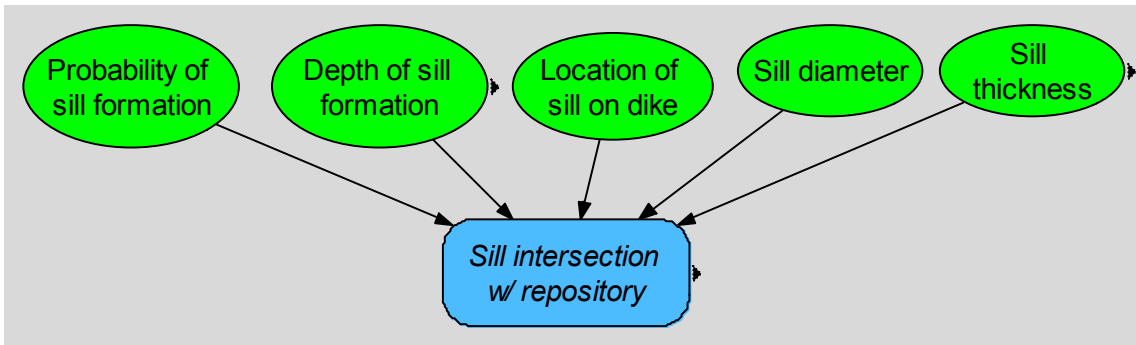 Probability of
sill formation
Depth of sill
formation
Location of
sill on dike
Sill diameter
Sill
thickness
Sill intersection
w/ repository